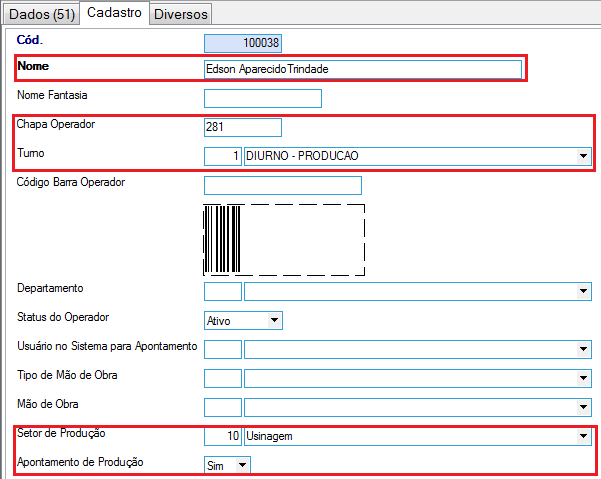 Dados (51) Cadastro Diversos
Cód. 100038
Nome Edson Aparecido Trindade
Nome Fantasia
Chapa Operador 281
Turno 1 DIURNO - PRODUCAO
Código Barra Operador
Departamento
Status do Operador Ativo
Usuário no Sistema para Apontamento
Tipo de Mão de Obra
Mão de Obra
Setor de Produção 10 Usinagem
Apontamento de Produção Sim